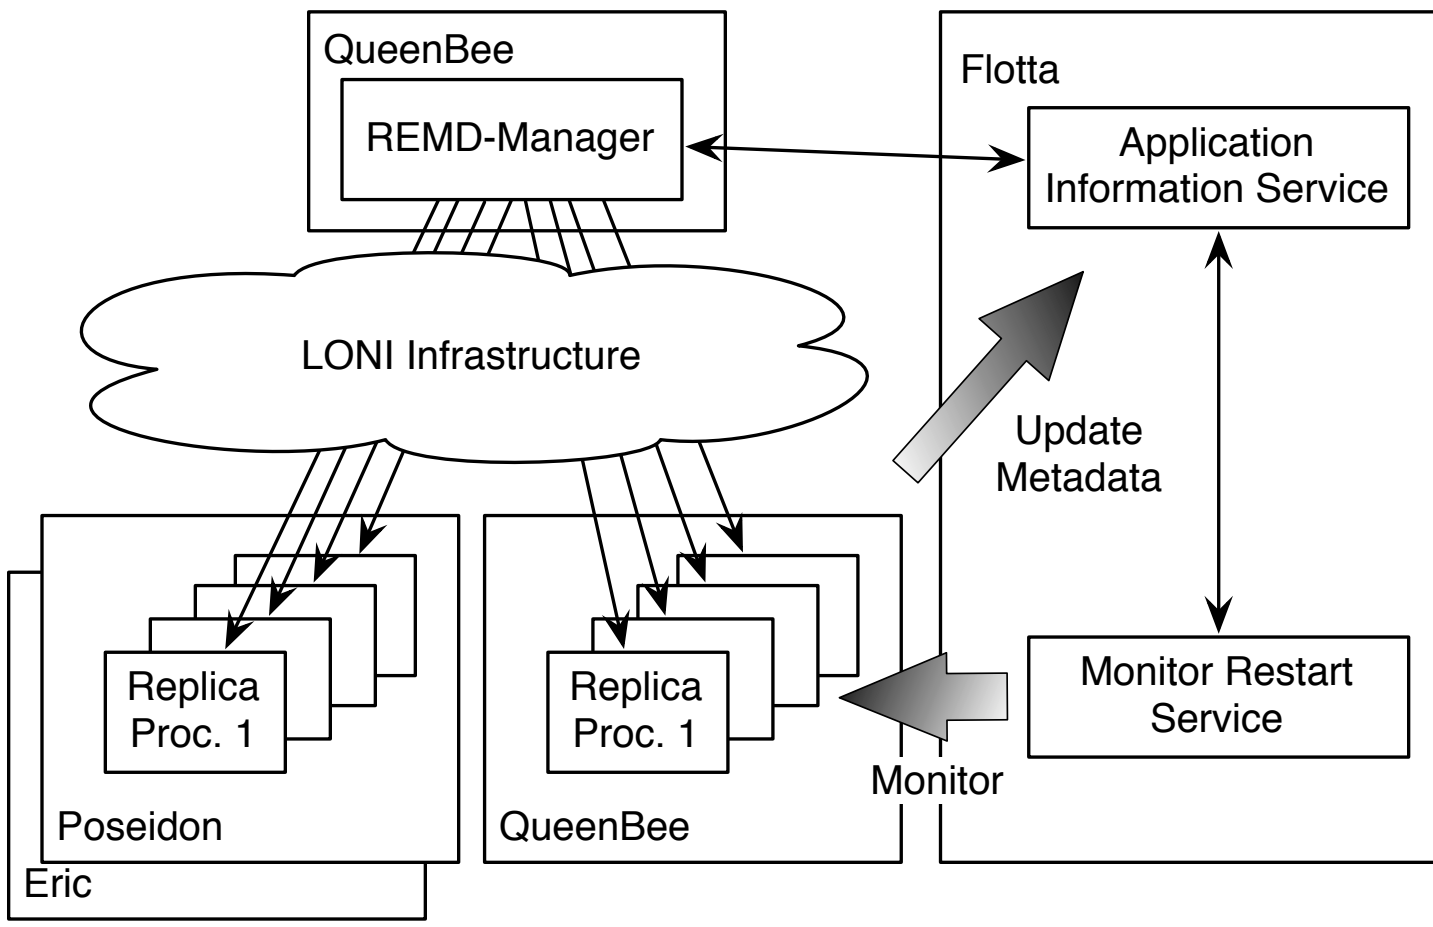 QueenBee
REMD-Manager
Flotta
Application
Information Service
LONI Infrastructure
Update
Metadata
Replica
Proc. 1
Poseidon
Eric
Replica
Proc. 1
QueenBee
Monitor
Monitor Restart
Service